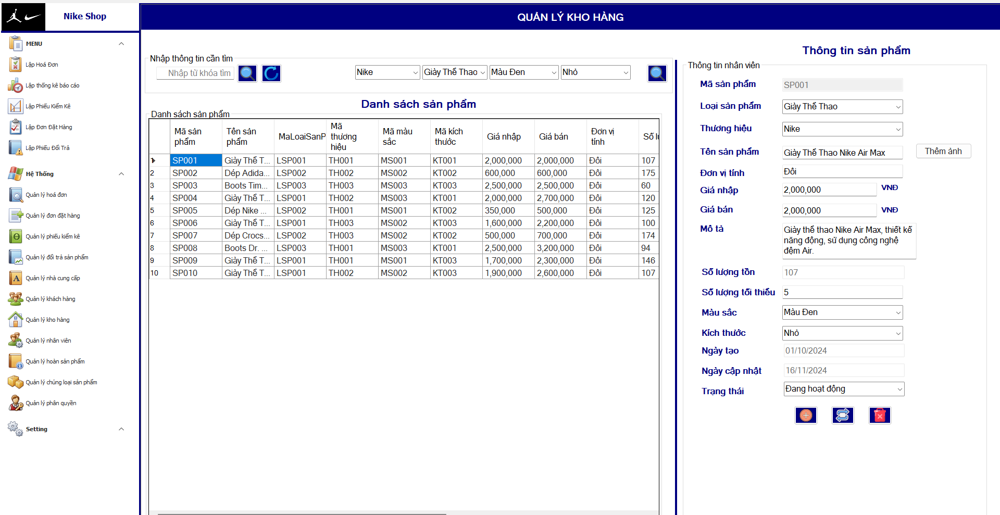 Nike Shop
QUẢN LÝ KHO HÀNG
MENU
Lập Hoá Đơn
Lập thống kê báo cáo
Lập Phiếu Kiểm Kê
Lập Đơn Đặt Hàng
Lập Phiếu Đổi Trả
Hệ Thống
Quản lý hoá đơn
Quản lý đơn đặt hàng
Quản lý phiếu kiểm kê
Quản lý đổi trả sản phẩm
Quản lý nhà cung cấp
Quản lý khách hàng
Quản lý kho hàng
Quản lý nhân viên
Quản lý hoàn sản phẩm
Quản lý chủng loại sản phẩm
Quản lý phân quyền
Setting
Nhập thông tin cần tìm
Nhập từ khóa tìm Nike Giày Thể Thao Màu Đen Nhỏ
Danh sách sản phẩm
Danh sách sản phẩm
Mã sản phẩm Tên sản phẩm MaLoaiSanP Mã thương hiệu Mã màu sắc Mã kích thước Giá nhập Giá bán Đơn vị tính Số lư
1 SP001 Giày Thể T... LSP001 TH001 MS001 KT001 2,000,000 2,000,000 Đôi 107
2 SP002 Dép Adida... LSP002 TH002 MS002 KT002 600,000 600,000 Đôi 175
3 SP003 Boots Tim... LSP003 TH003 MS003 KT003 2,500,000 2,500,000 Đôi 60
4 SP004 Giày Thể T... LSP001 TH002 MS003 KT001 2,000,000 2,700,000 Đôi 120
5 SP005 Dép Nike ... LSP002 TH001 MS001 KT002 350,000 500,000 Đôi 125
6 SP006 Giày Thể T... LSP001 TH003 MS002 KT003 1,600,000 2,200,000 Đôi 100
7 SP007 Dép Crocs... LSP002 TH003 MS002 KT002 500,000 700,000 Đôi 174
8 SP008 Boots Dr. ... LSP003 TH001 MS003 KT001 2,500,000 3,200,000 Đôi 94
9 SP009 Giày Thể T... LSP001 TH001 MS001 KT003 1,700,000 2,300,000 Đôi 146
10 SP010 Giày Thể T... LSP001 TH002 MS002 KT003 1,900,000 2,600,000 Đôi 107
Thông tin sản phẩm
Thông tin nhân viên
Mã sản phẩm SP001
Loại sản phẩm Giày Thể Thao
Thương hiệu Nike
Tên sản phẩm Giày Thể Thao Nike Air Max Thêm ảnh
Đơn vị tính Đôi
Giá nhập 2,000,000 VNĐ
Giá bán 2,000,000 VNĐ
Mô tả Giày thể thao Nike Air Max, thiết kế
năng động, sử dụng công nghệ
đệm Air.
Số lượng tồn 107
Số lượng tối thiểu 5
Màu sắc Màu Đen
Kích thước Nhỏ
Ngày tạo 01/10/2024
Ngày cập nhật 16/11/2024
Trạng thái Đang hoạt động